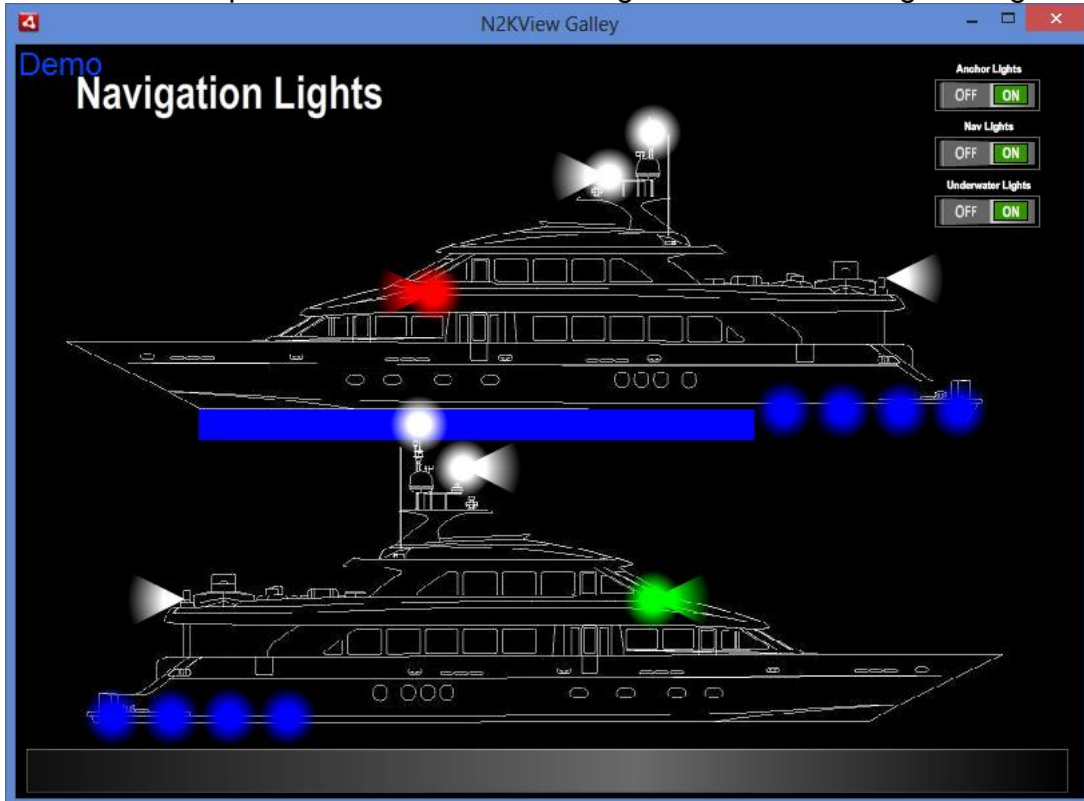 N2KView Galley
Demo
Navigation Lights
Anchor Lights
OFF ON
Nav Lights
OFF ON
Underwater Lights
OFF ON